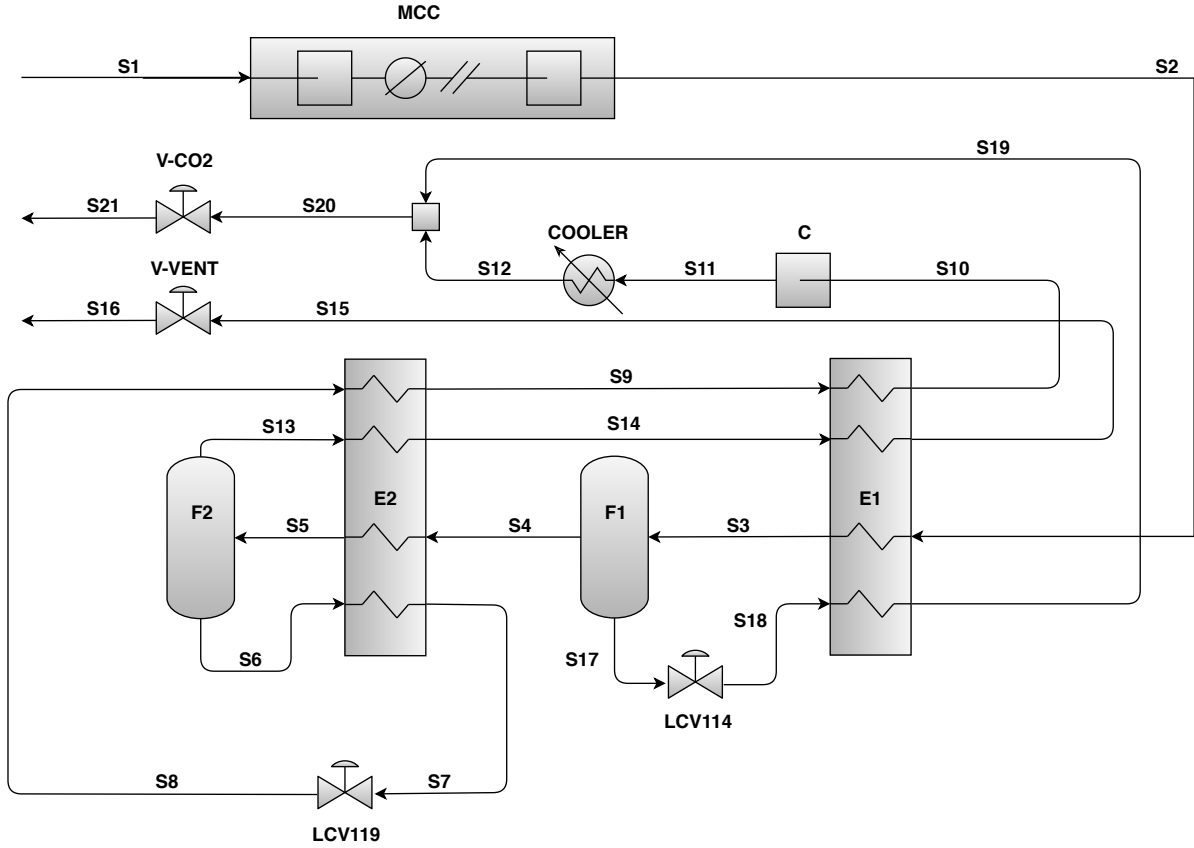 MCC
S1
S2
V-CO2
S19
S21
S20
COOLER
C
S12
S11
S10
V-VENT
S16
S15
S9
S13
S14
F2
E2
F1
E1
S5
S4
S3
S6
S17
S18
LCV114
S8
S7
LCV119